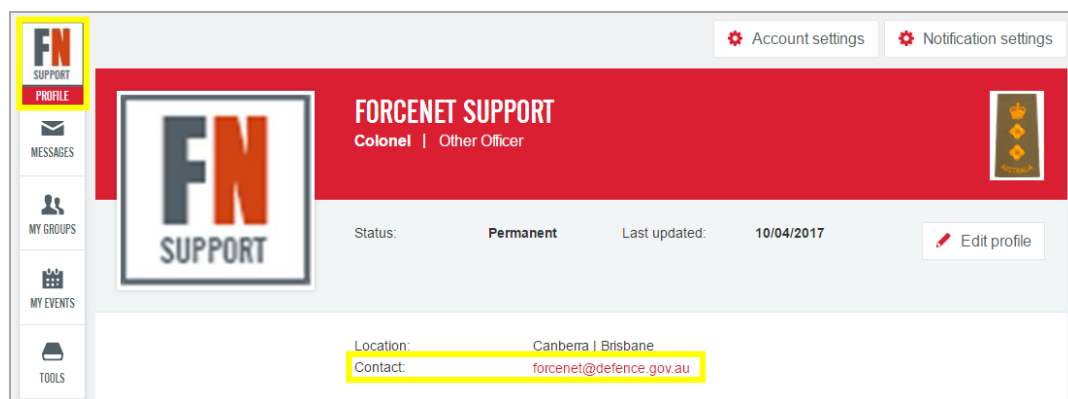 FN
SUPPORT
PROFILE
MESSAGES
MY GROUPS
MY EVENTS
TOOLS
Account settings
Notification settings
FN
SUPPORT
FORCENET SUPPORT
Colonel | Other Officer
AUSTRALIA
Status: Permanent Last updated: 10/04/2017
Edit profile
Location: Canberra | Brisbane
Contact: forcenet@defence.gov.au